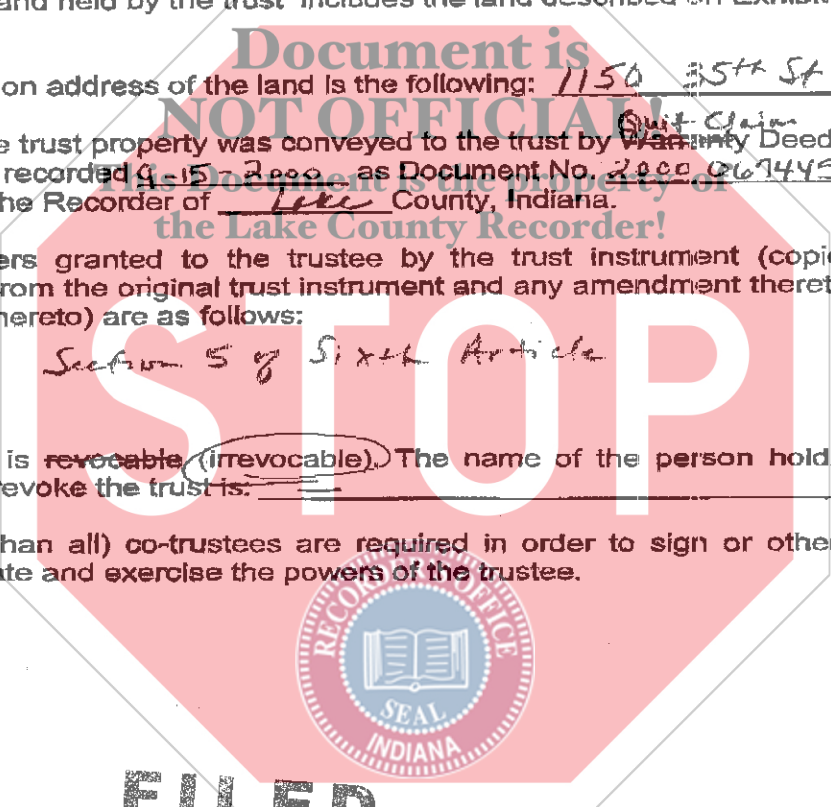 and held by the trust includes the land described on Exhibit
Document is
on address of the land is the following: 1150 35th St
NOT OFFICIAL!
Quit Claim
e trust property was conveyed to the trust by Warranty Deed
recorded 9-15-2000 as Document No. 2000 067445
This Document is the property of
he Recorder of Lake County, Indiana.
the Lake County Recorder!
ers granted to the trustee by the trust instrument (copie
rom the original trust instrument and any amendment theret
hereto) are as follows:
Section 5 of Sixth Article
STOP
is revocable (irrevocable). The name of the person hold
evoke the trust is:
han all) co-trustees are required in order to sign or other
ate and exercise the powers of the trustee.
RECORDER'S OFFICE
SEAL
INDIANA
FILED